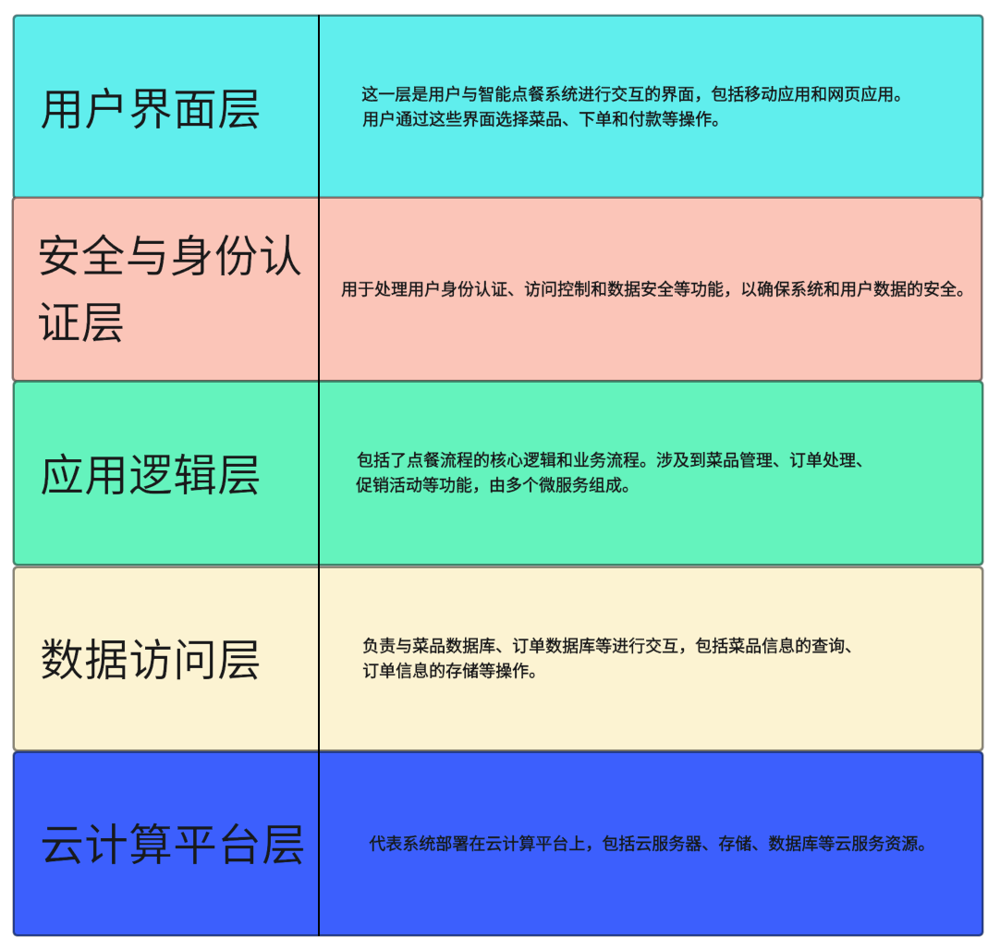 用户界面层
这一层是用户与智能点餐系统进行交互的界面，包括移动应用和网页应用。
用户通过这些界面选择菜品、下单和付款等操作。
安全与身份认
证层
用于处理用户身份认证、访问控制和数据安全等功能，以确保系统和用户数据的安全。
应用逻辑层
包括了点餐流程的核心逻辑和业务流程。涉及到菜品管理、订单处理、
促销活动等功能，由多个微服务组成。
数据访问层
负责与菜品数据库、订单数据库等进行交互，包括菜品信息的查询、
订单信息的存储等操作。
云计算平台层
代表系统部署在云计算平台上，包括云服务器、存储、数据库等云服务资源。